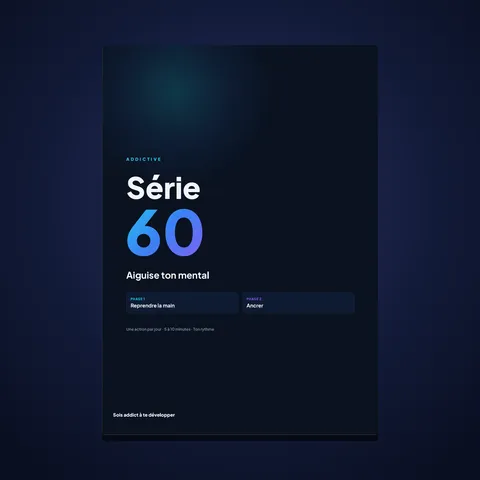 ADDICTIVE
Série
60
Aiguise ton mental
PHASE 1
Reprendre la main
PHASE 2
Ancrer
Une action par jour · 5 à 10 minutes · Ton rythme
Sois addict à te développer